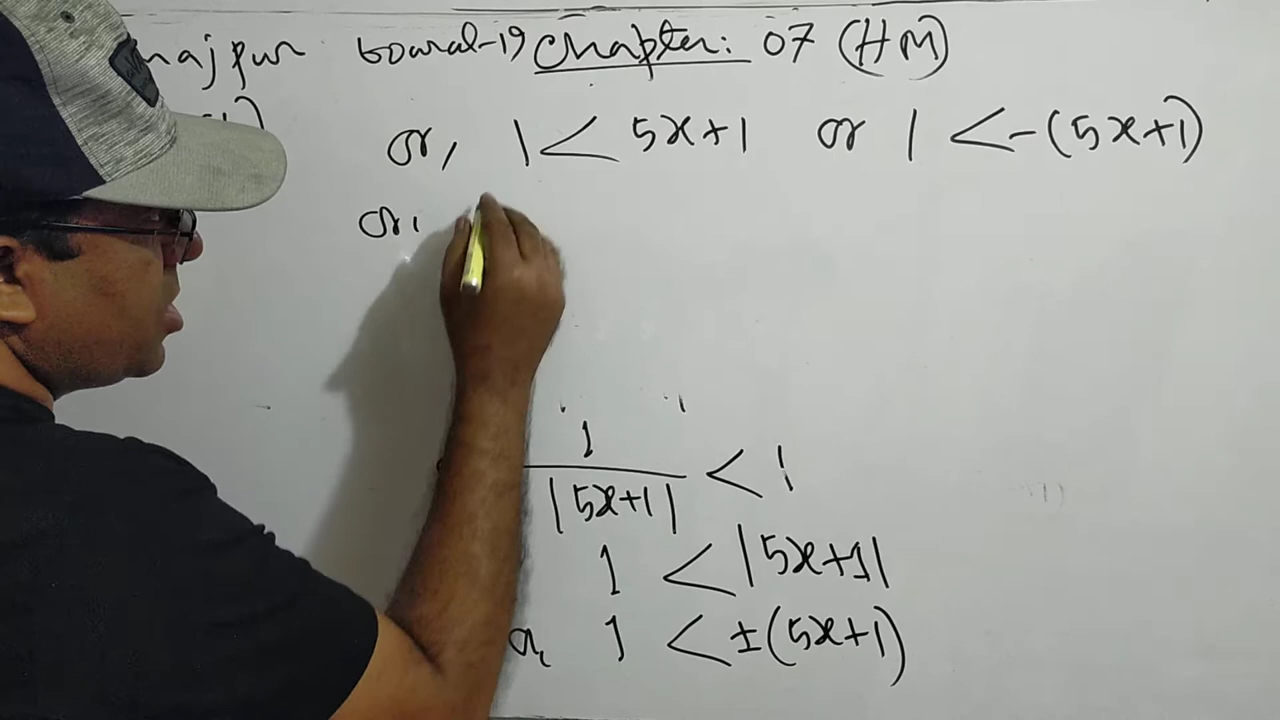 board-19 Chapter: 07 (HM)
or, 1 < 5x+1 or 1 < -(5x+1)
or,
1
|5x+1| < 1
1 < |5x+1|
or, 1 < ±(5x+1)